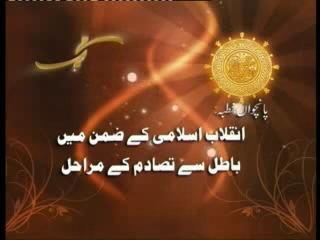 پانچواں خطبہ
انقلاب اسلامی کے ضمن میں
باطل سے تصادم کے مراحل